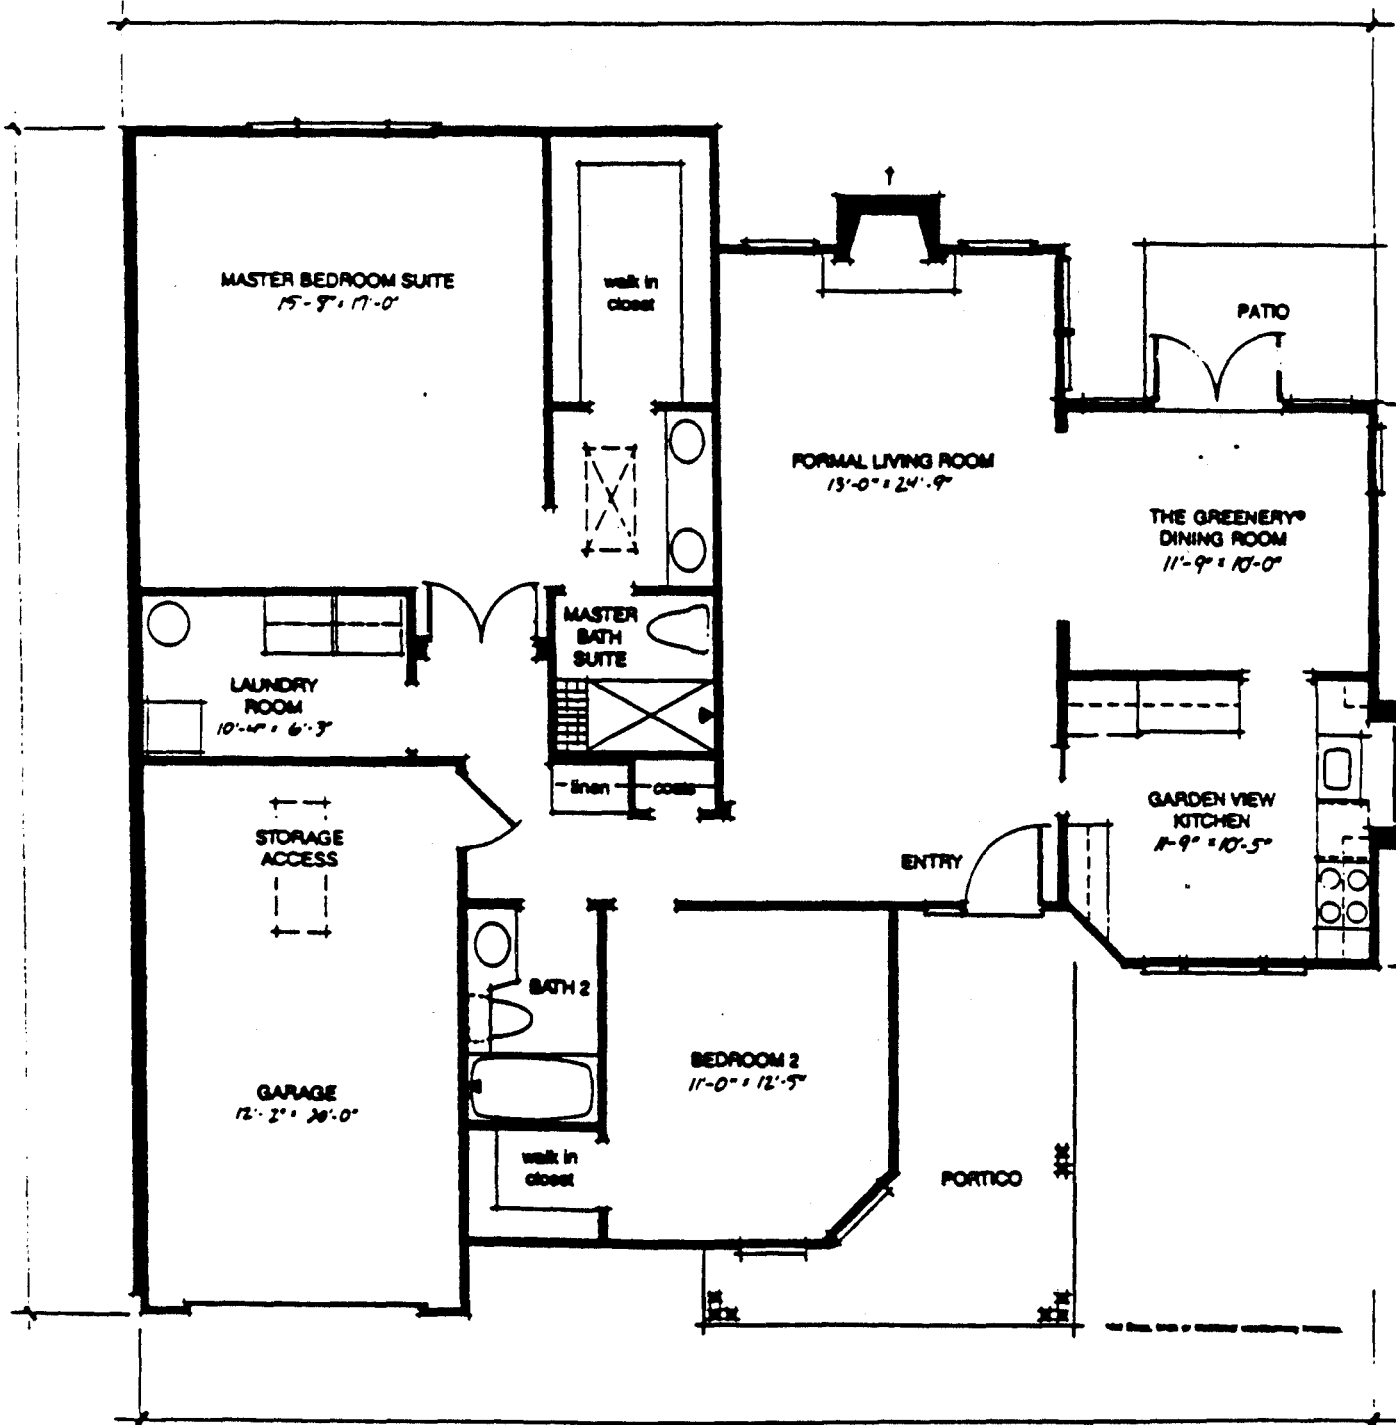 MASTER BEDROOM SUITE
15'-8" x 17'-0"
walk in
closet
PATIO
FORMAL LIVING ROOM
13'-0" x 24'-9"
THE GREENERY®
DINING ROOM
11'-9" x 10'-0"
MASTER
BATH
SUITE
LAUNDRY
ROOM
10'-4" x 6'-3"
linen
coats
GARDEN VIEW
KITCHEN
11'-9" x 10'-5"
STORAGE
ACCESS
ENTRY
BATH 2
BEDROOM 2
11'-0" x 12'-5"
GARAGE
12'-2" x 20'-0"
walk in
closet
PORTICO